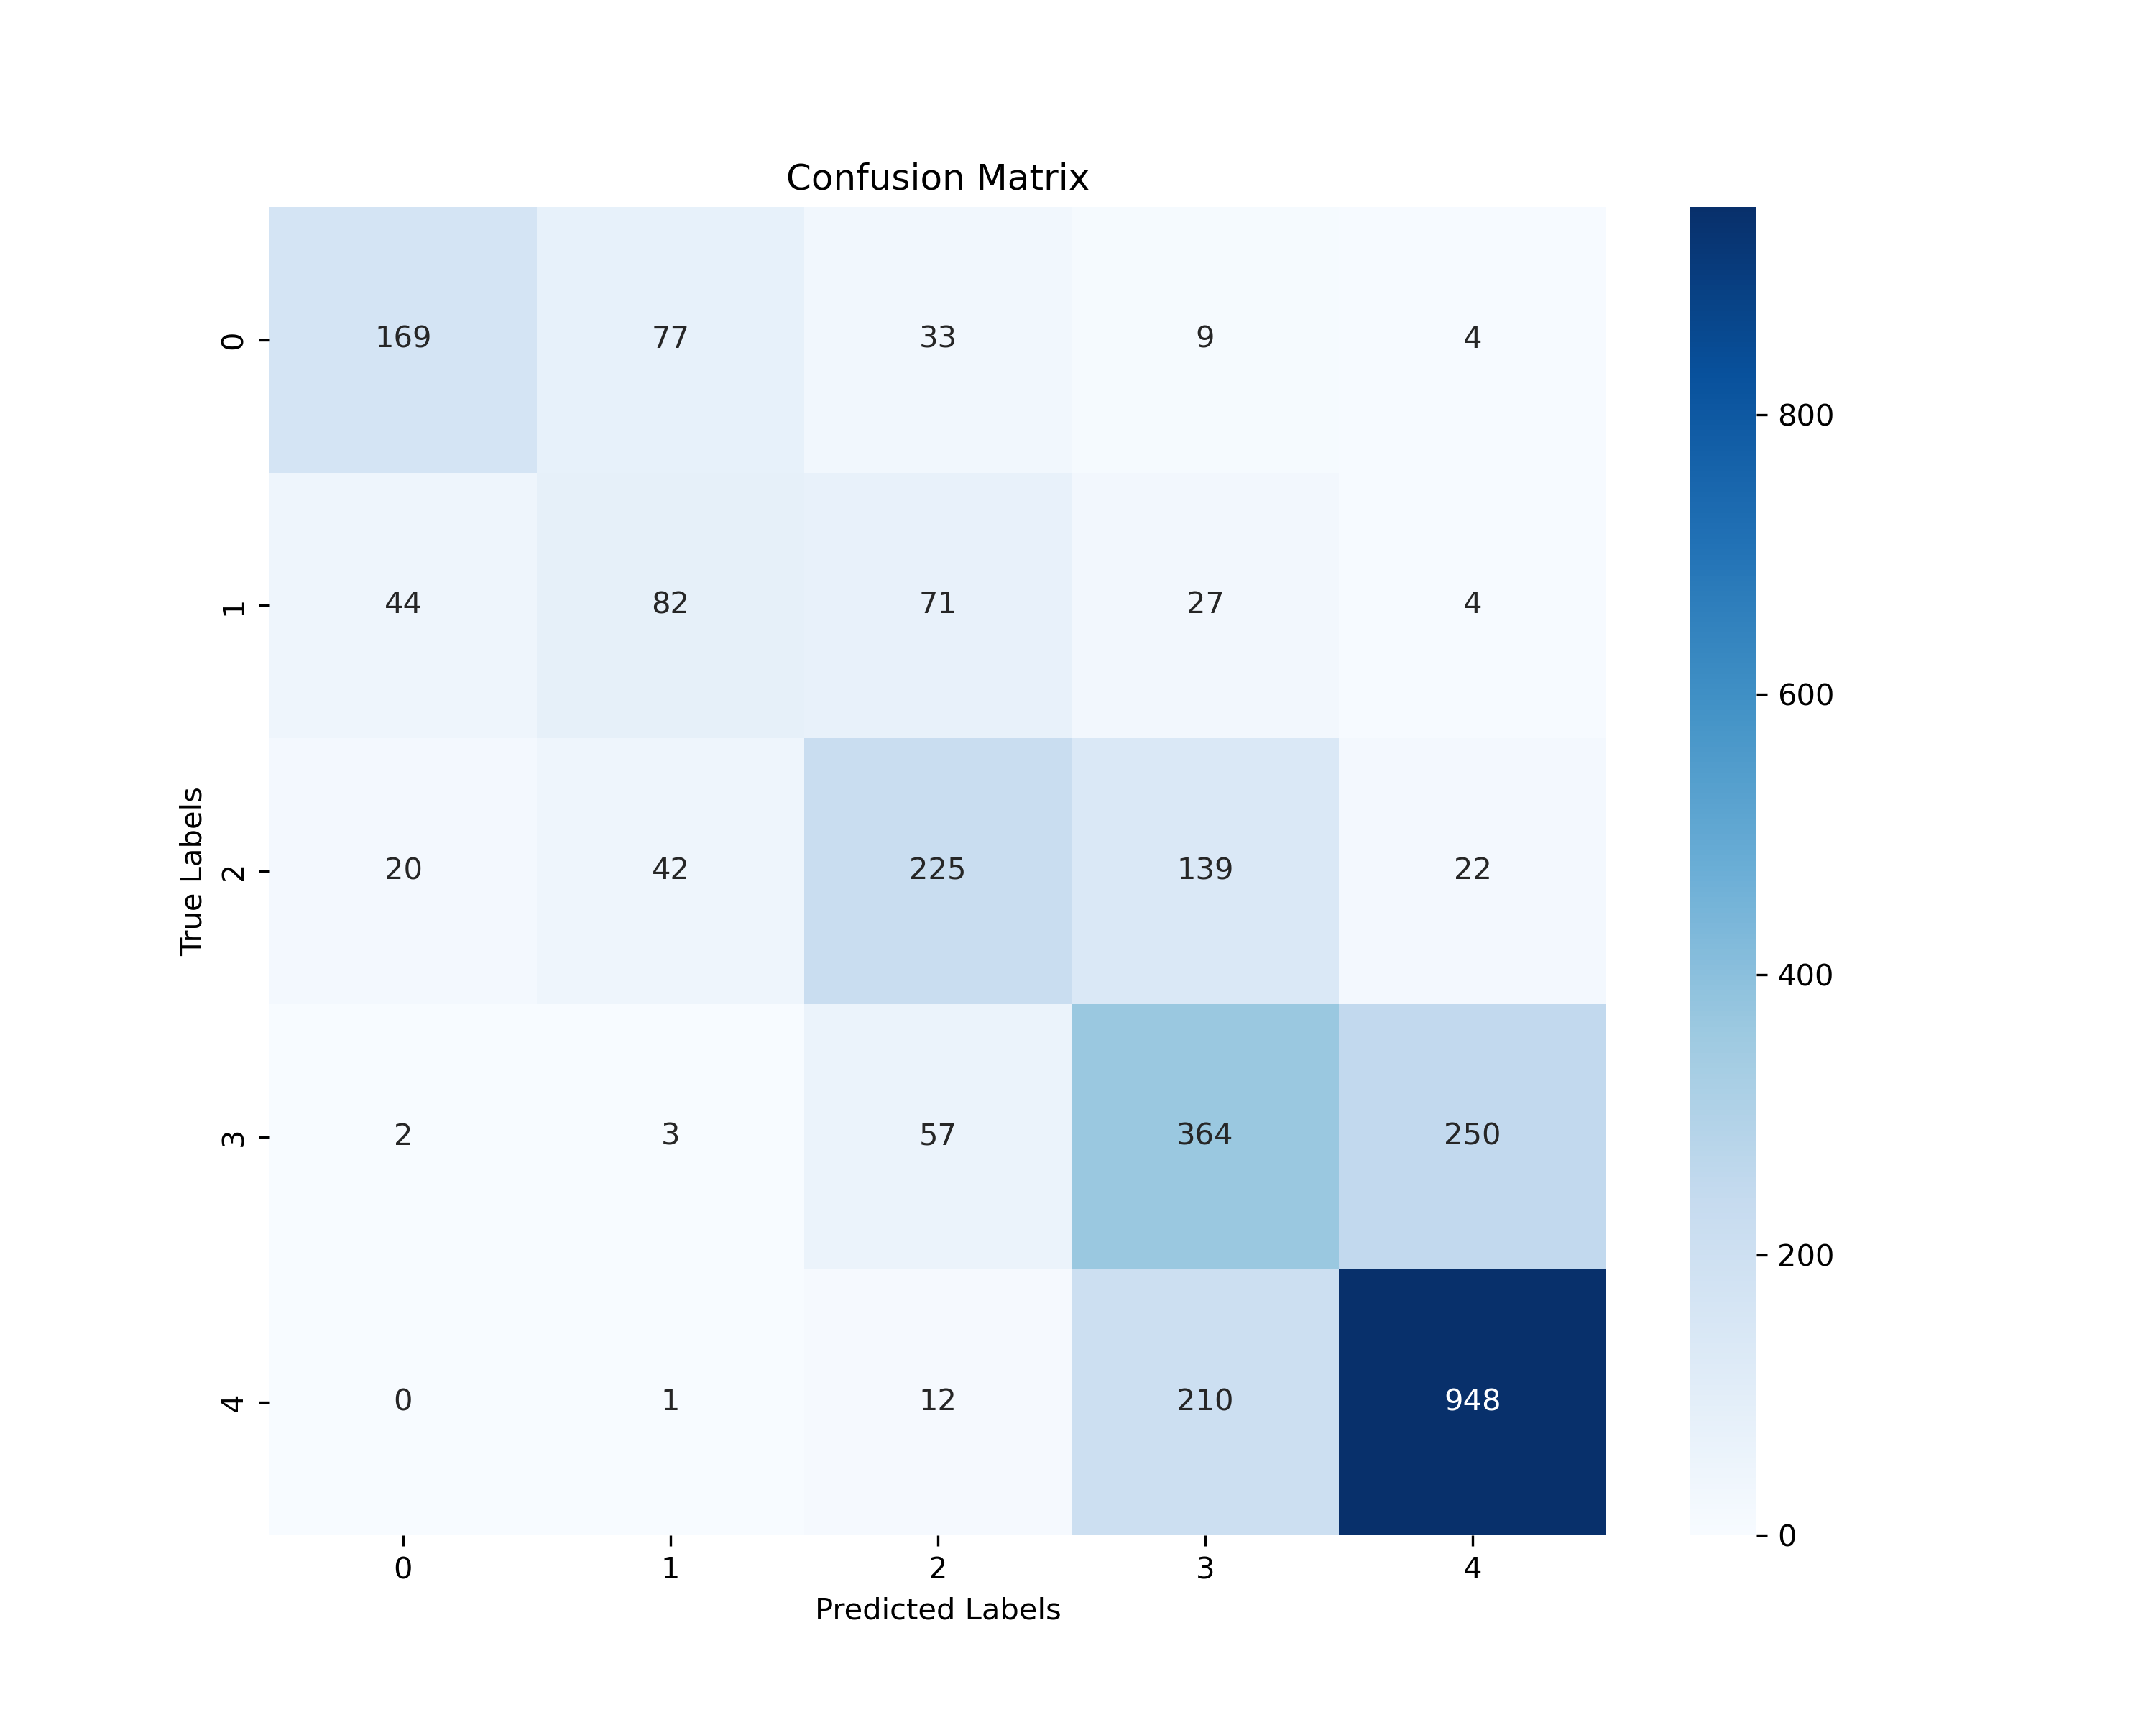 Confusion Matrix
0 169 77 33 9 4
1 44 82 71 27 4
2 20 42 225 139 22
3 2 3 57 364 250
4 0 1 12 210 948
0 1 2 3 4
Predicted Labels
True Labels
800
600
400
200
0